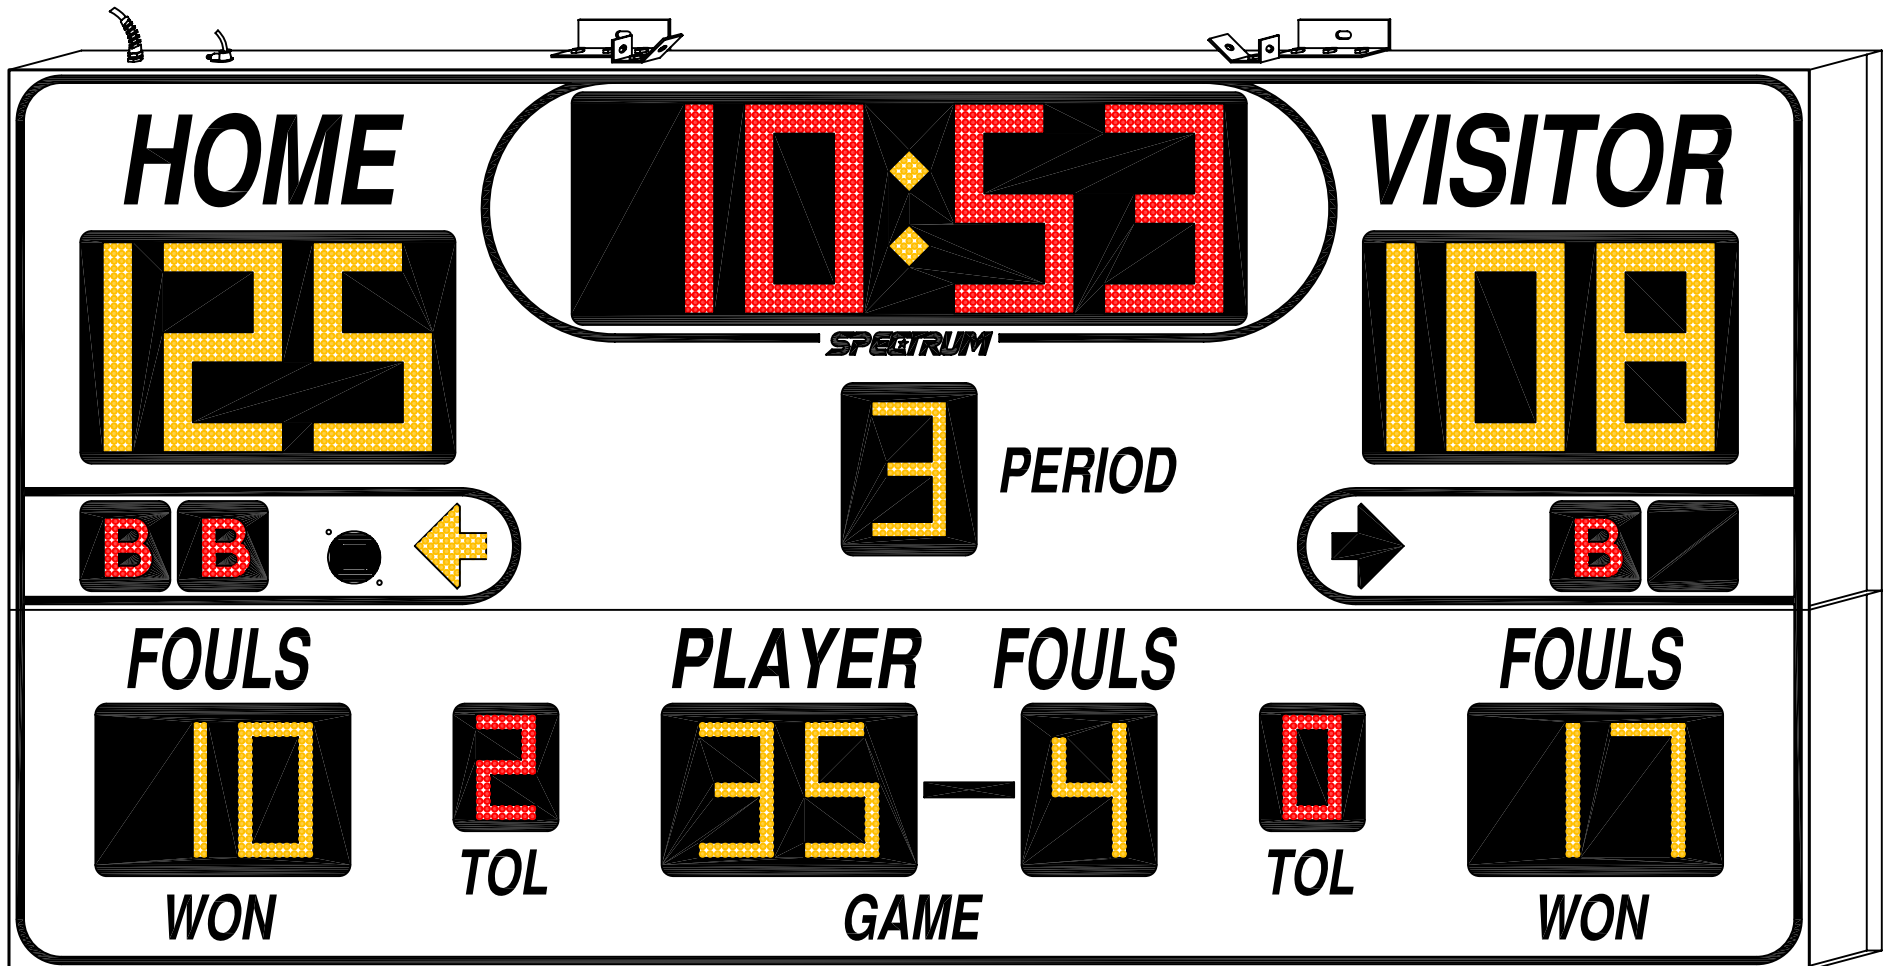 HOME 10:53 VISITOR
125 108
SPECTRUM
3 PERIOD
B B B
FOULS PLAYER FOULS FOULS
10 2 35-4 0 17
TOL TOL
WON GAME WON